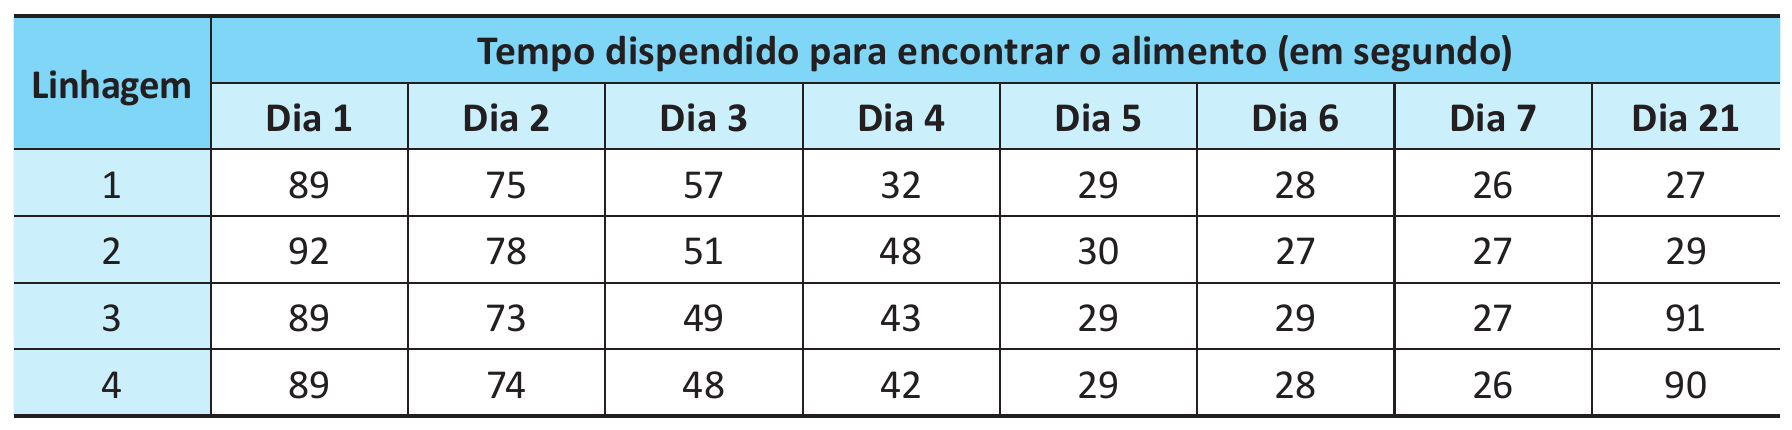 Linhagem
Tempo dispendido para encontrar o alimento (em segundo)
Dia 1 Dia 2 Dia 3 Dia 4 Dia 5 Dia 6 Dia 7 Dia 21
1 89 75 57 32 29 28 26 27
2 92 78 51 48 30 27 27 29
3 89 73 49 43 29 29 27 91
4 89 74 48 42 29 28 26 90